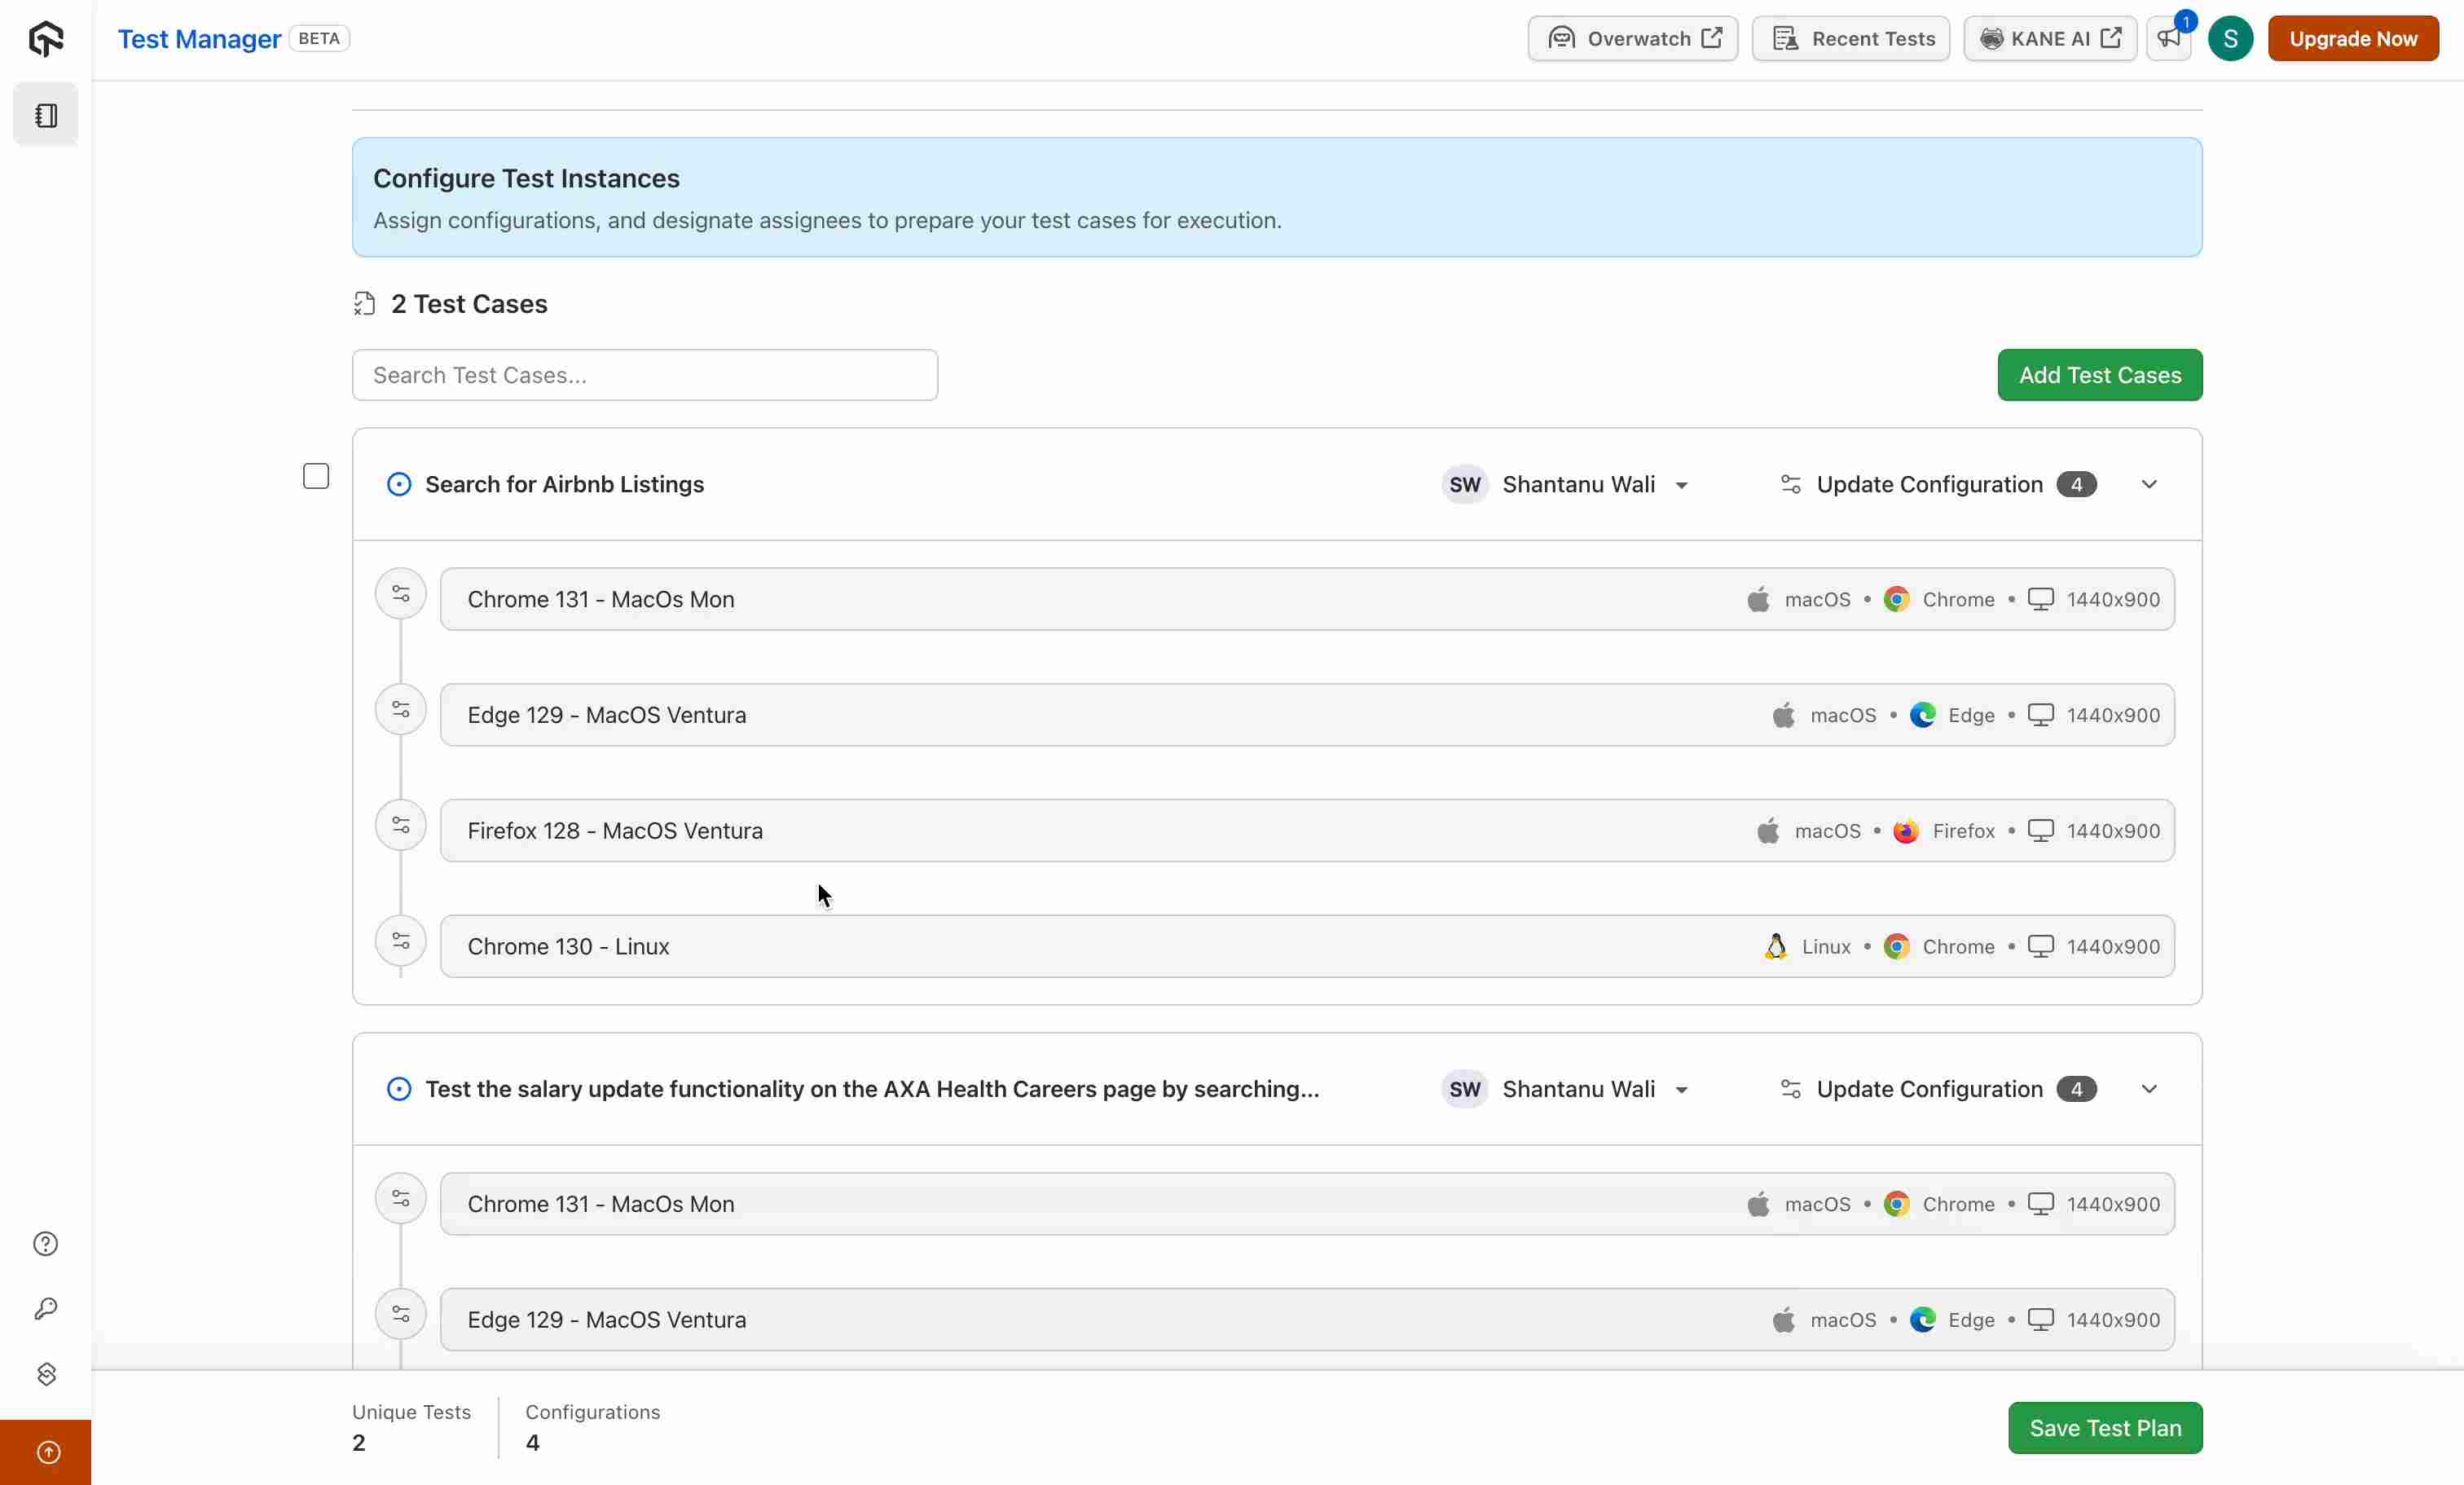 Test Manager BETA
Overwatch
Recent Tests
KANE AI
1
S
Upgrade Now
Configure Test Instances
Assign configurations, and designate assignees to prepare your test cases for execution.
2 Test Cases
Search Test Cases...
Add Test Cases
Search for Airbnb Listings
SW Shantanu Wali
Update Configuration 4
Chrome 131 - MacOs Mon
macOS • Chrome • 1440x900
Edge 129 - MacOS Ventura
macOS • Edge • 1440x900
Firefox 128 - MacOS Ventura
macOS • Firefox • 1440x900
Chrome 130 - Linux
Linux • Chrome • 1440x900
Test the salary update functionality on the AXA Health Careers page by searching...
SW Shantanu Wali
Update Configuration 4
Chrome 131 - MacOs Mon
macOS • Chrome • 1440x900
Edge 129 - MacOS Ventura
macOS • Edge • 1440x900
Unique Tests
2
Configurations
4
Save Test Plan